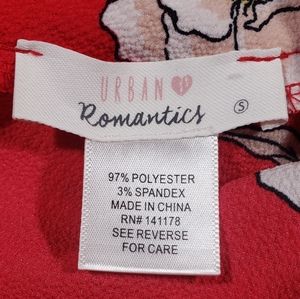 URBAN
Romantics
S
97% POLYESTER
3% SPANDEX
MADE IN CHINA
RN# 141178
SEE REVERSE
FOR CARE